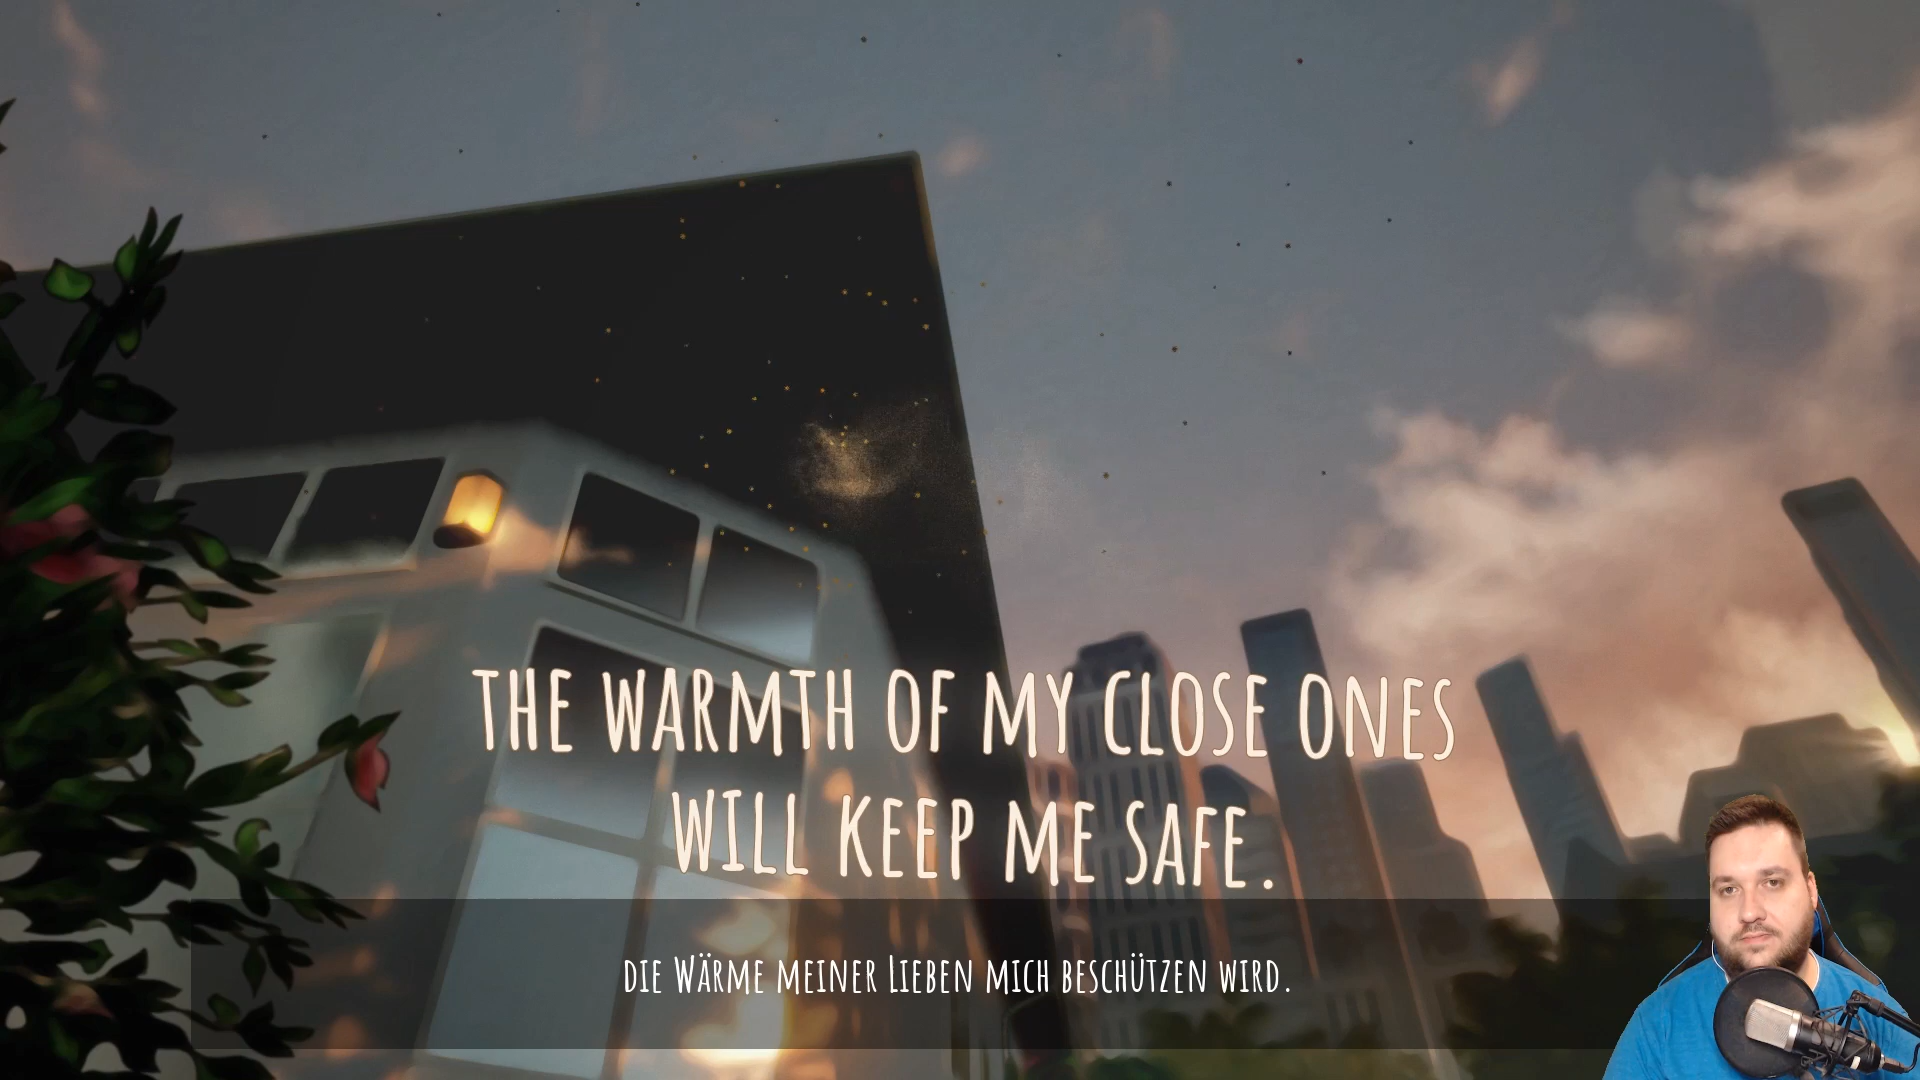 THE WARMTH OF MY CLOSE ONES
WILL KEEP ME SAFE.
DIE WÄRME MEINER LIEBEN MICH BESCHÜTZEN WIRD.